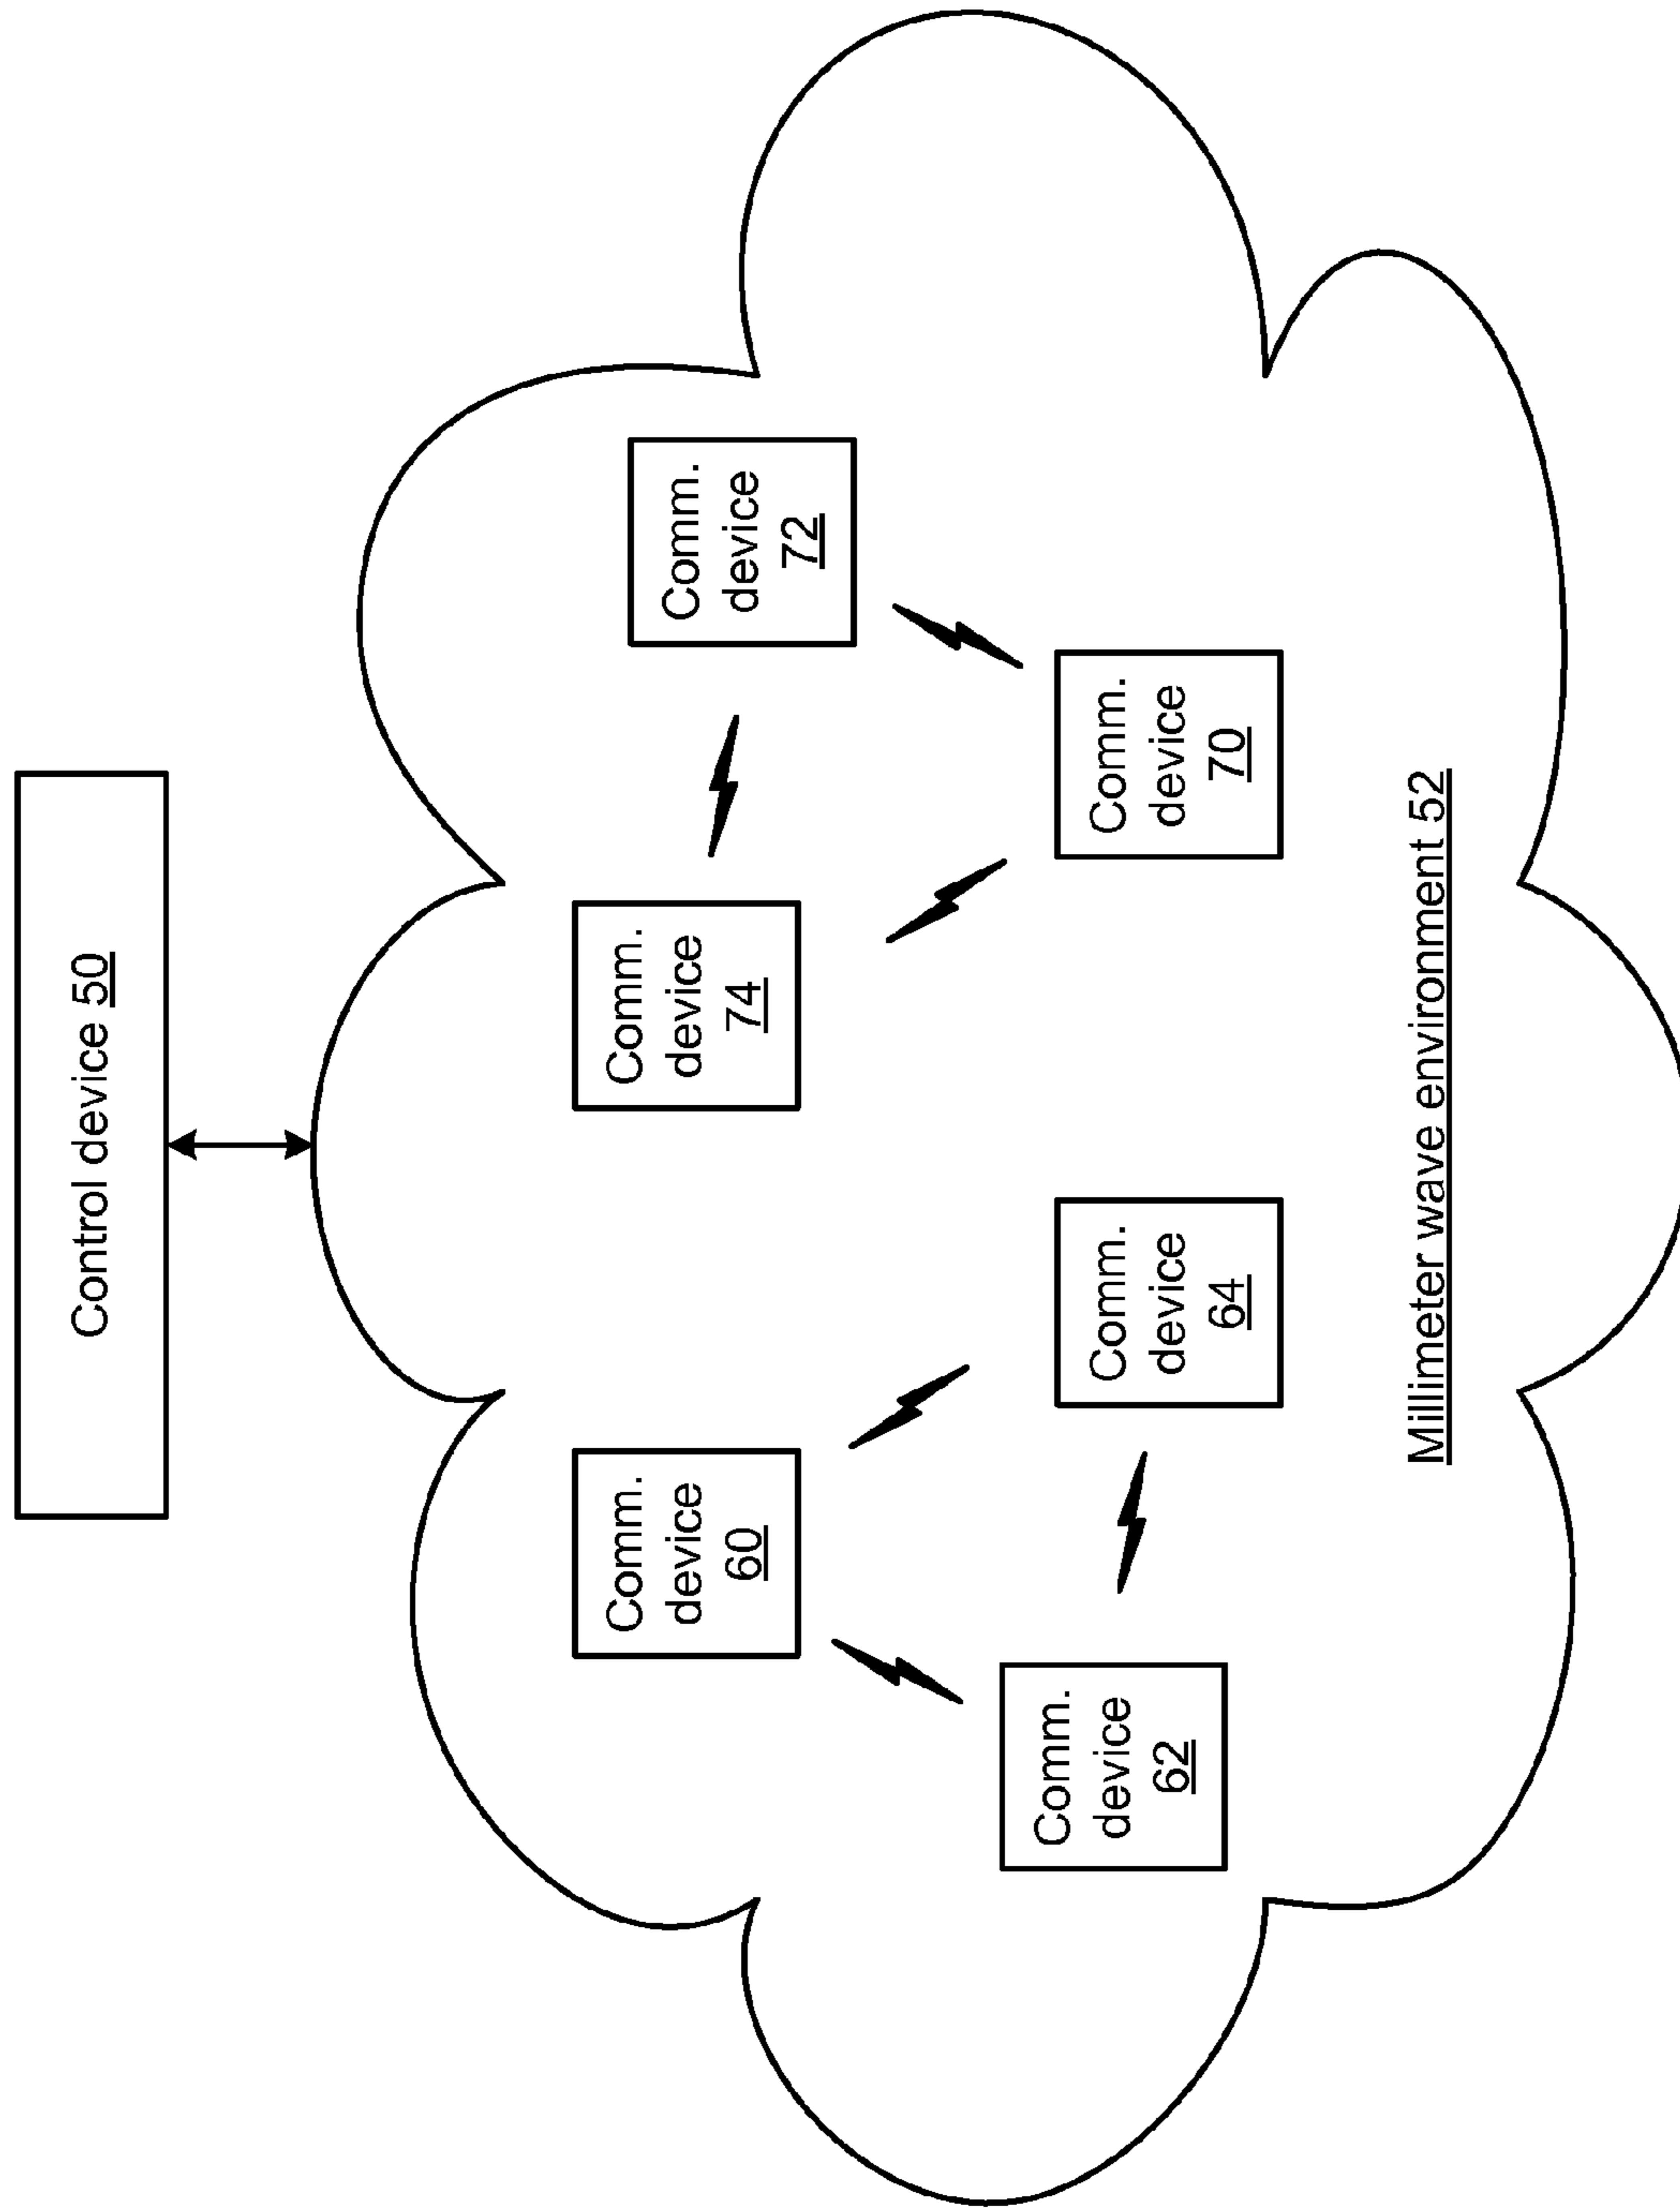 Control device 50
Comm.
device
60
Comm.
device
74
Comm.
device
72
Comm.
device
62
Comm.
device
64
Comm.
device
70
Millimeter wave environment 52